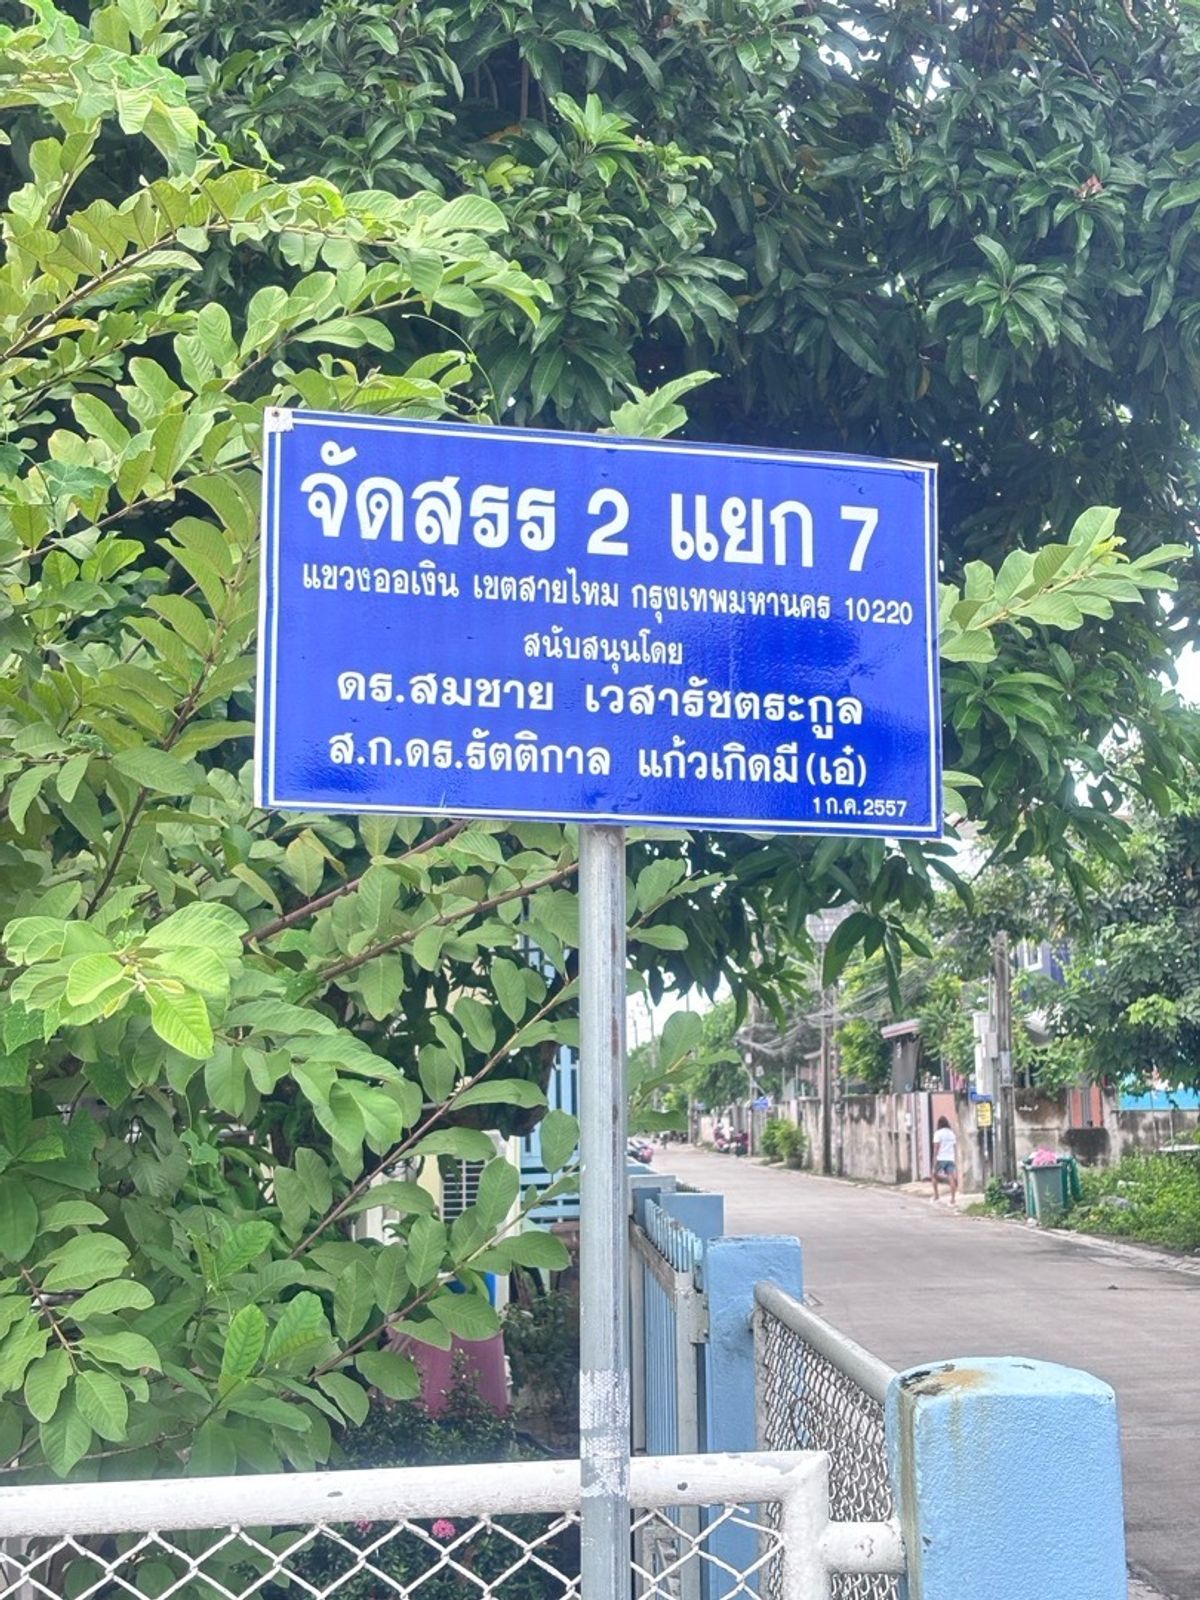 จัดสรร 2 แยก 7
แขวงออเงิน เขตสายไหม กรุงเทพมหานคร 10220
สนับสนุนโดย
ดร.สมชาย เวสารัชตระกูล
ส.ก.ดร.รัตติกาล แก้วเกิดมี (เอ๋)
1 ก.ค. 2557